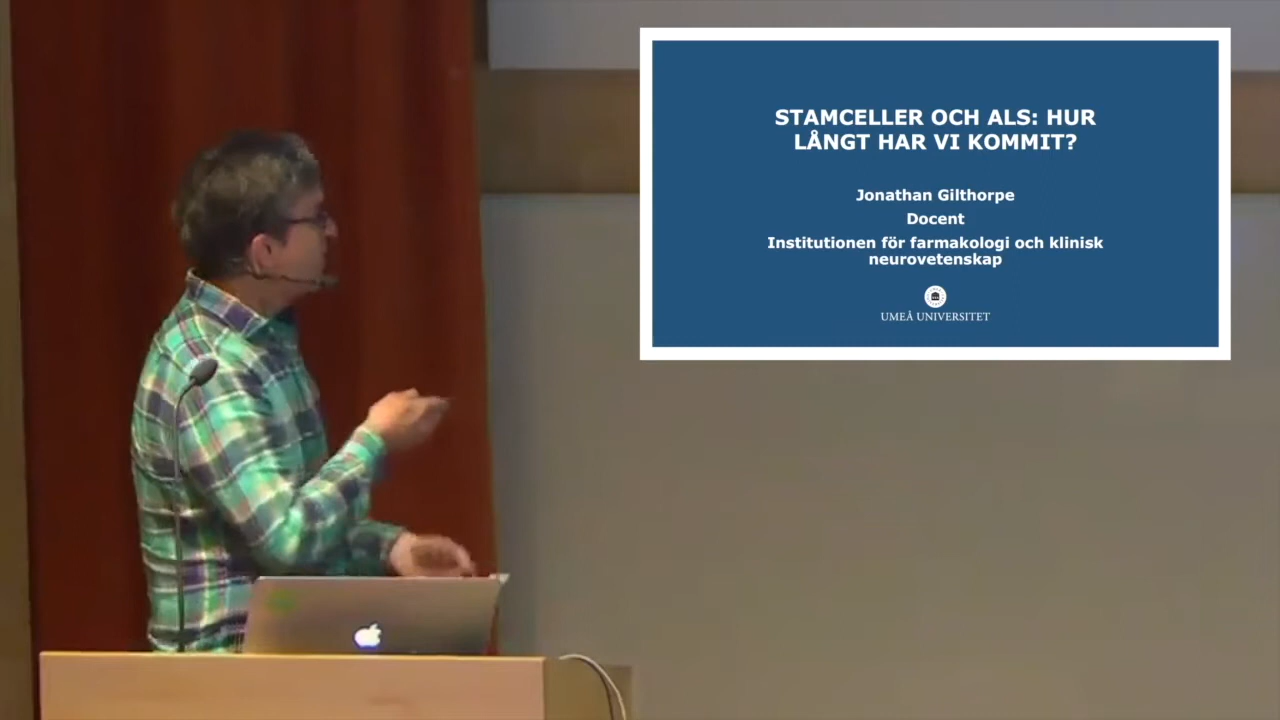 STAMCELLER OCH ALS: HUR
LÅNGT HAR VI KOMMIT?
Jonathan Gilthorpe
Docent
Institutionen för farmakologi och klinisk
neurovetenskap
UMEÅ UNIVERSITET